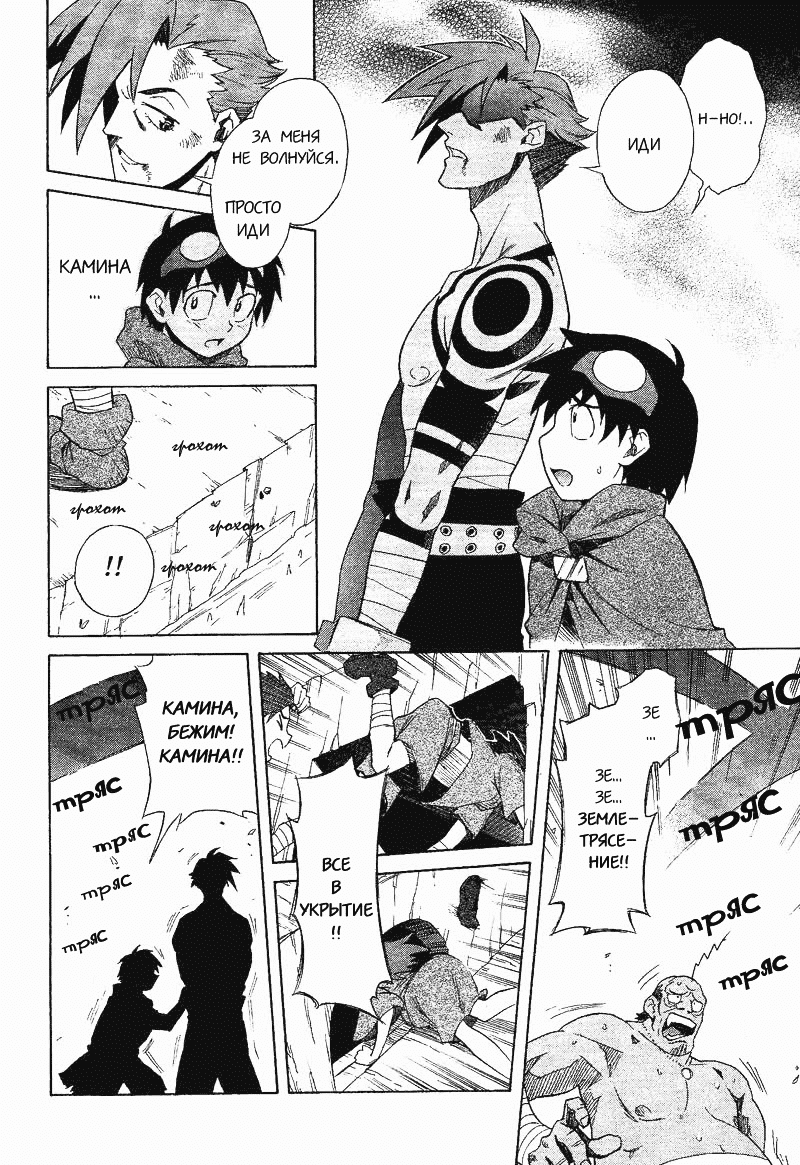 Н-НО!..
ИДИ
ЗА МЕНЯ
НЕ ВОЛНУЙСЯ.
ПРОСТО
ИДИ
КАМИНА
...
грохот
грохот
грохот
грохот
!!
ЗЕ
...
ЗЕ...
ЗЕ...
ЗЕМЛЕ-
ТРЯСЕ-
НИЕ!!
тряс
тряс
тряс
тряс
ВСЕ
В
УКРЫТИЕ
!!
КАМИНА,
БЕЖИМ!
КАМИНА!!
тряс
тряс
тряс
тряс
тряс